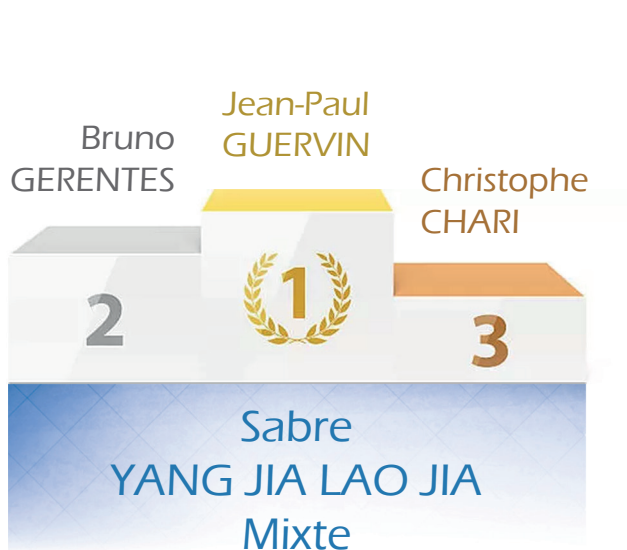 Jean-Paul
GUERVIN
Bruno
GERENTES
Christophe
CHARI
1
2
3
Sabre
YANG JIA LAO JIA
Mixte